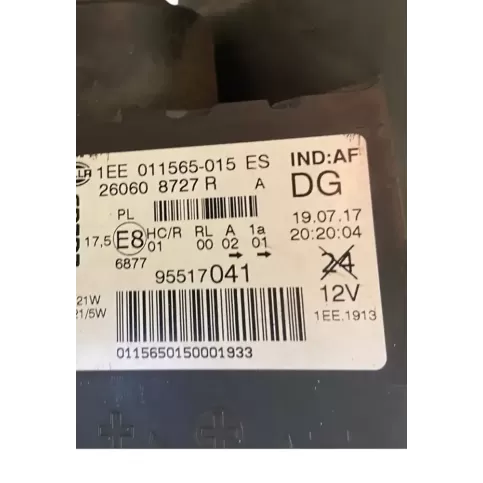 1EE 011565-015 ES
26060 8727 R A
IND:AF
DG
PL
19.07.17
20:20:04
17,5 E8 HC/R RL A 1a
01 00 02 01
6877
24
12V
95517041
1EE.1913
21W
21/5W
0115650150001933